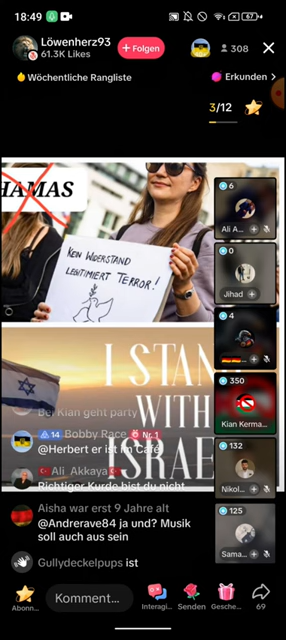 18:49
67
Löwenherz93
61.3K Likes
+ Folgen
308
Wöchentliche Rangliste
Erkunden >
3/12
HAMAS
KEIN WIDERSTAND
LEGITIMIERT TERROR!
6
Ali A...
0
Jihad
4
350
Kian Kerma...
132
Nikol...
125
Sama...
I STAN
WITH
SRAE
Bei Kian geht party
14 Bobby Race Nr. 1
@Herbert er ist im Café
Ali Akkaya
Richtiger Kurde bist du nicht
Aisha war erst 9 Jahre alt
@Andrerave84 ja und? Musik
soll auch aus sein
Gullydeckelpups ist
Komment...
Abonn...
Interagi...
Senden
Gesche...
69